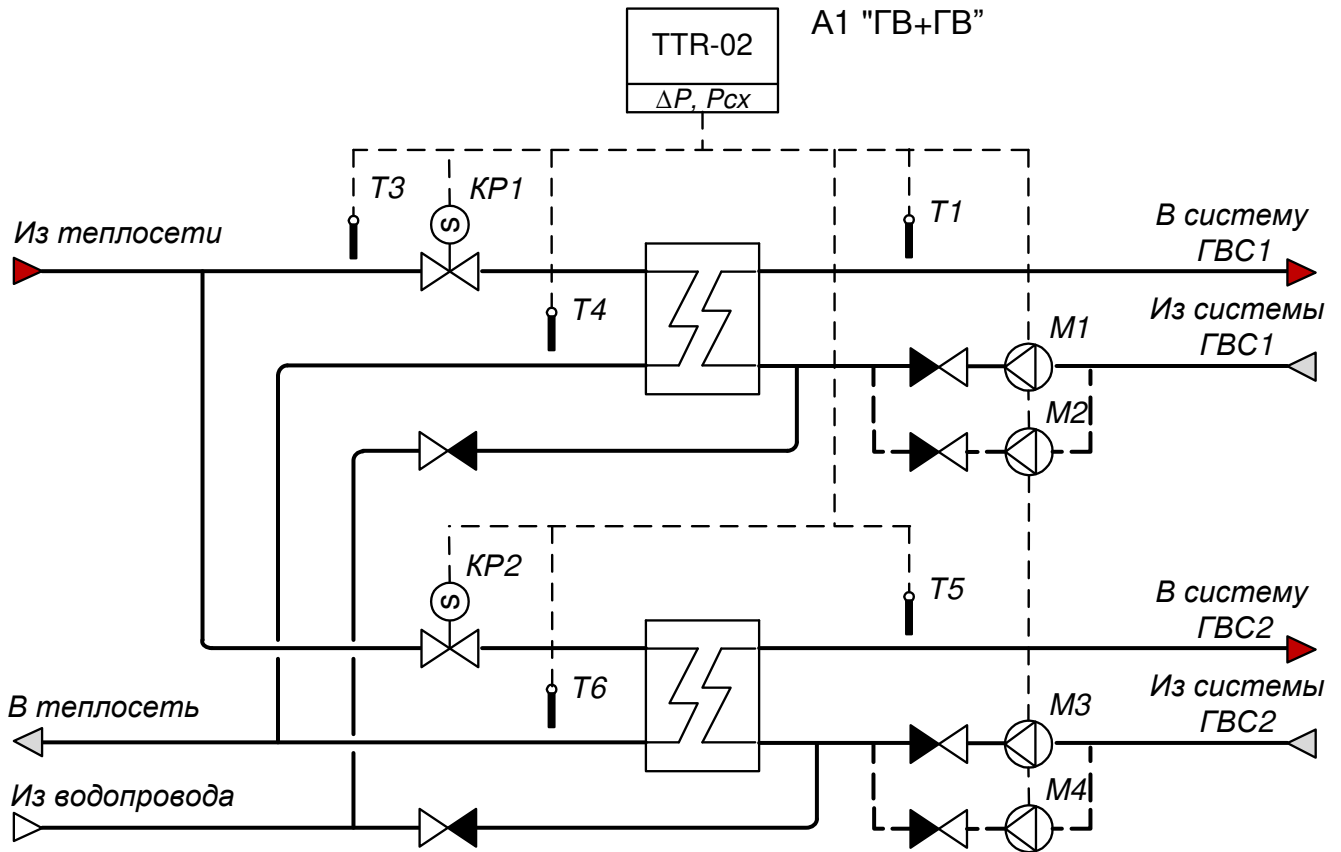 TTR-02
ΔP, Pcx
A1 "ГВ+ГВ”
Т3
КР1
S
Т1
Из теплосети
В систему
ГВС1
Т4
Из системы
ГВС1
М1
М2
КР2
S
Т5
В систему
ГВС2
Т6
Из системы
ГВС2
В теплосеть
М3
М4
Из водопровода